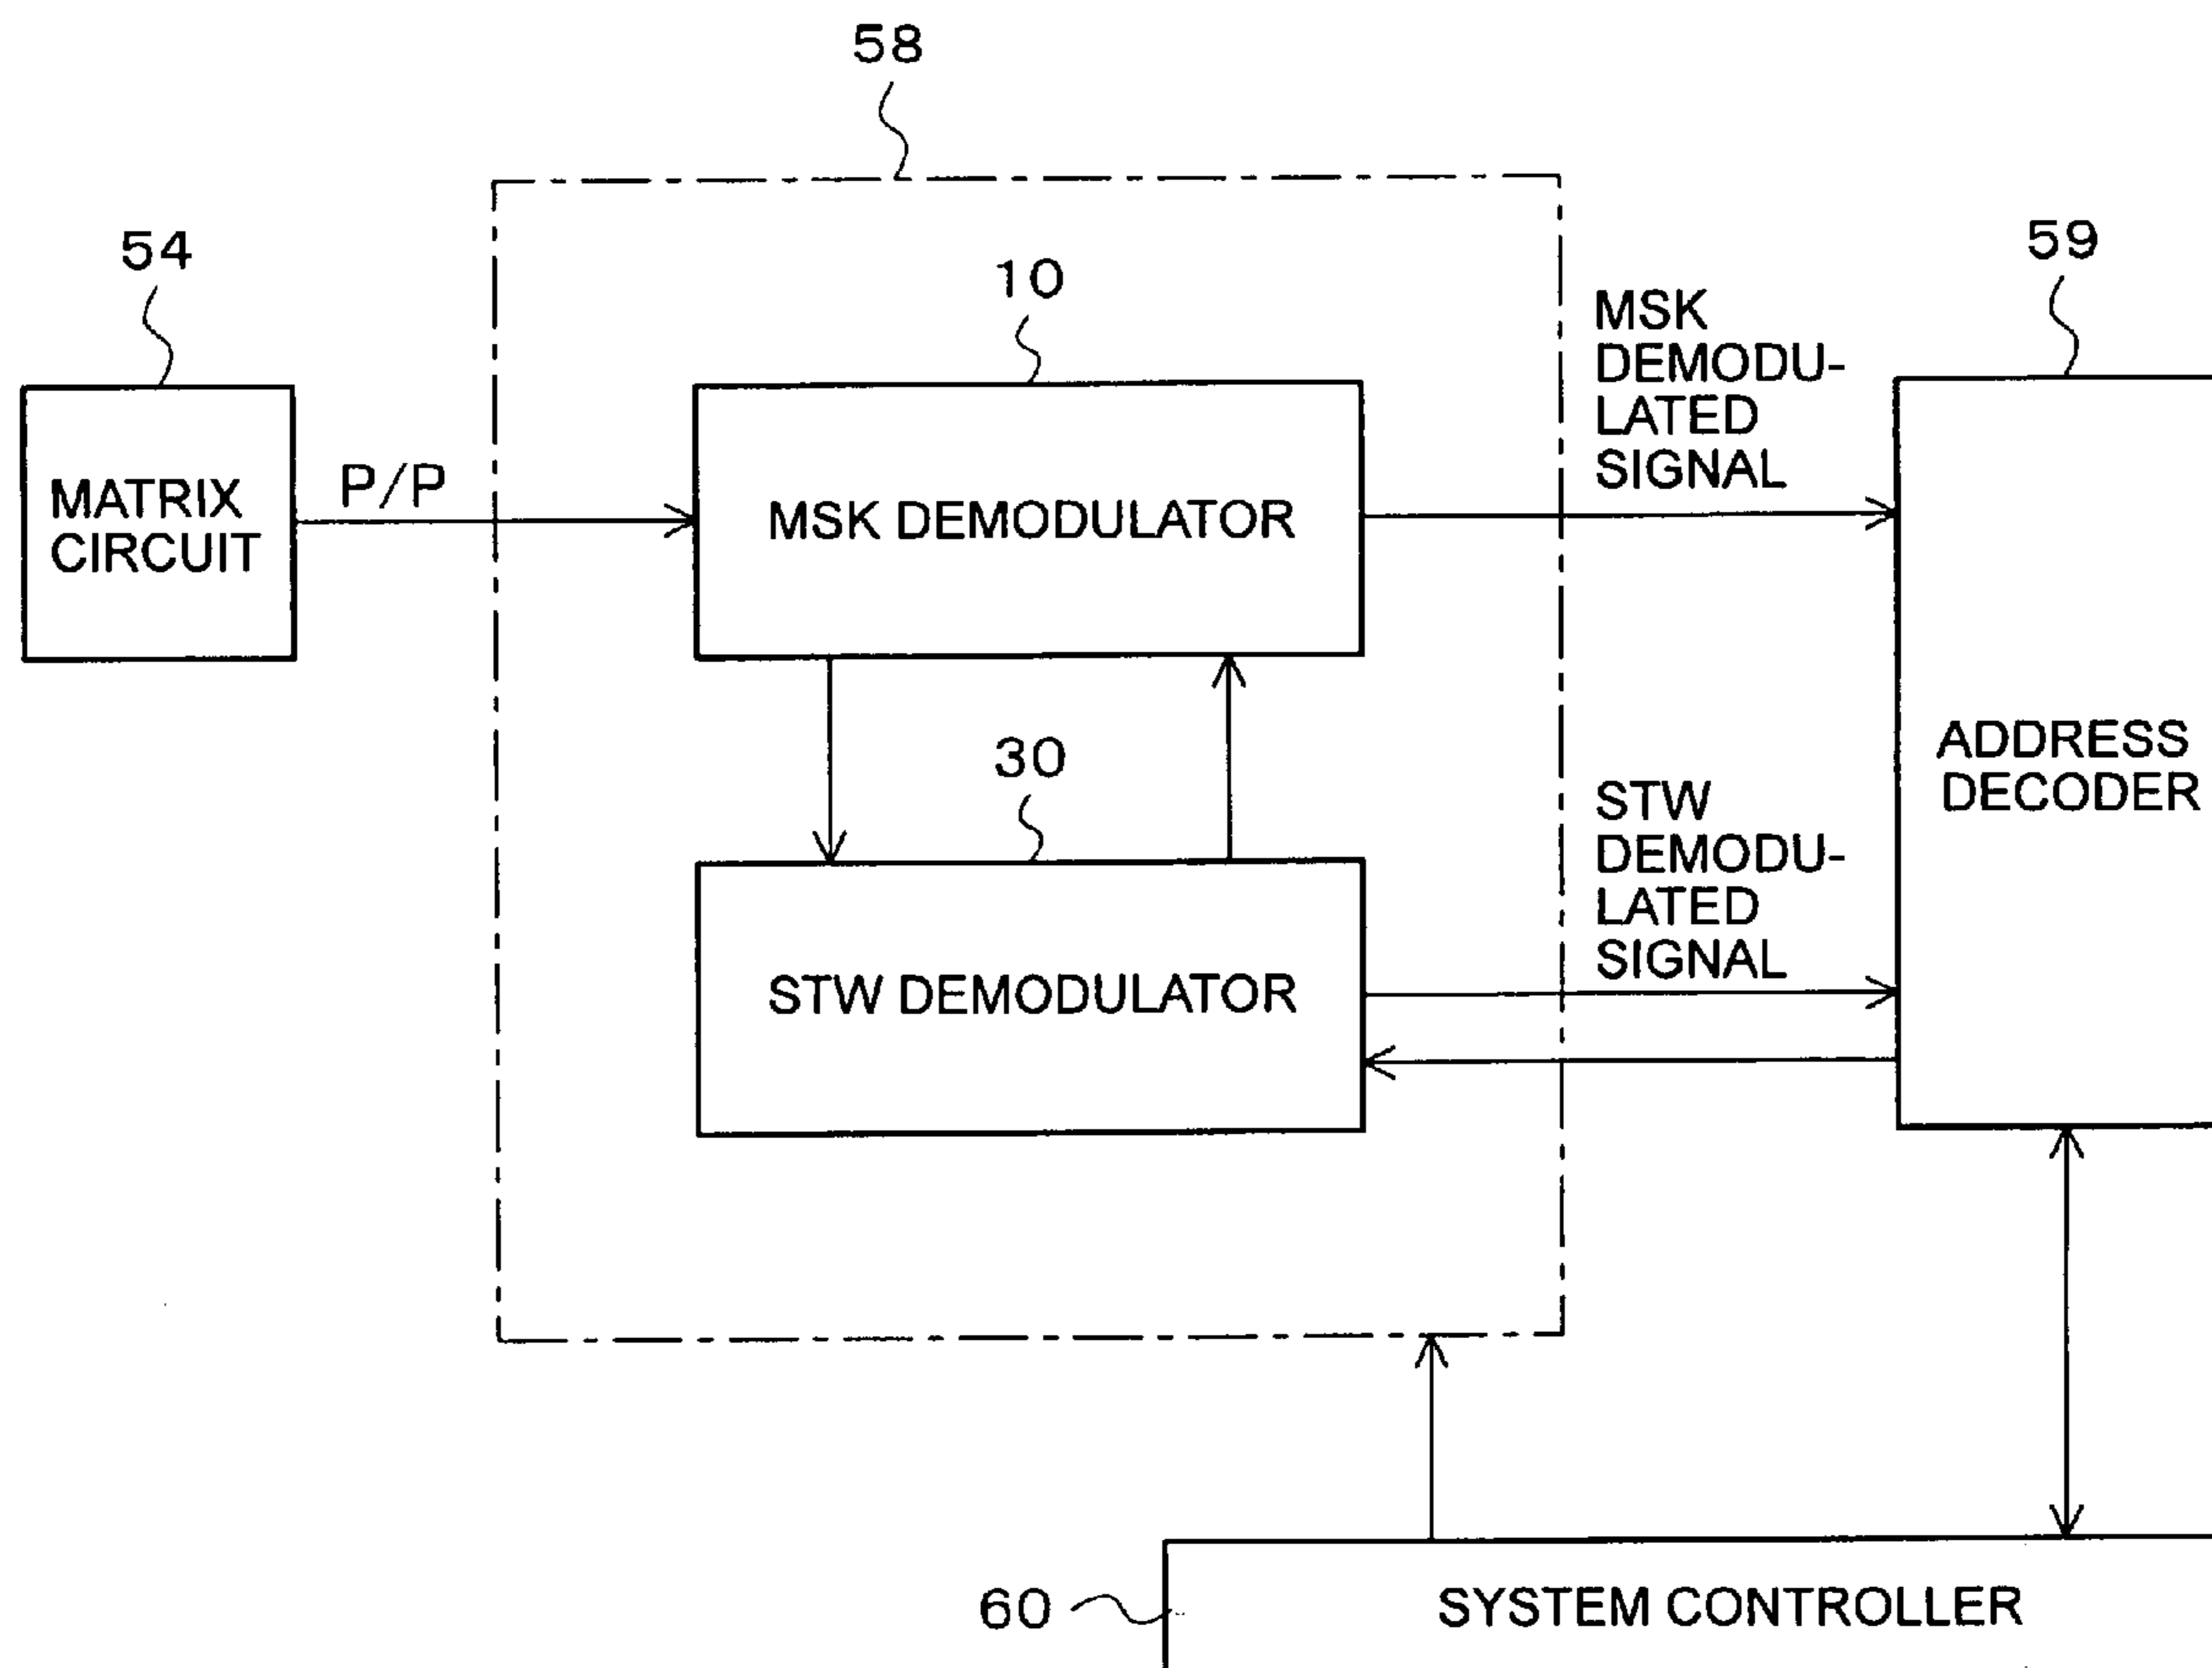 58
54
10
59
MSK
DEMODU-
LATED
SIGNAL
P/P
MATRIX
CIRCUIT
MSK DEMODULATOR
30
ADDRESS
DECODER
STW
DEMODU-
LATED
SIGNAL
STW DEMODULATOR
60
SYSTEM CONTROLLER